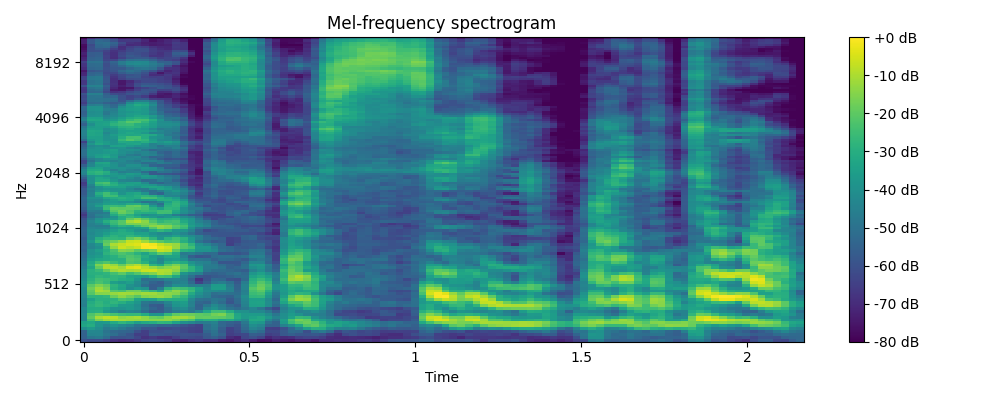 Mel-frequency spectrogram
8192
4096
2048
1024
512
0
Hz
0
0.5
1
1.5
2
Time
+0 dB
-10 dB
-20 dB
-30 dB
-40 dB
-50 dB
-60 dB
-70 dB
-80 dB